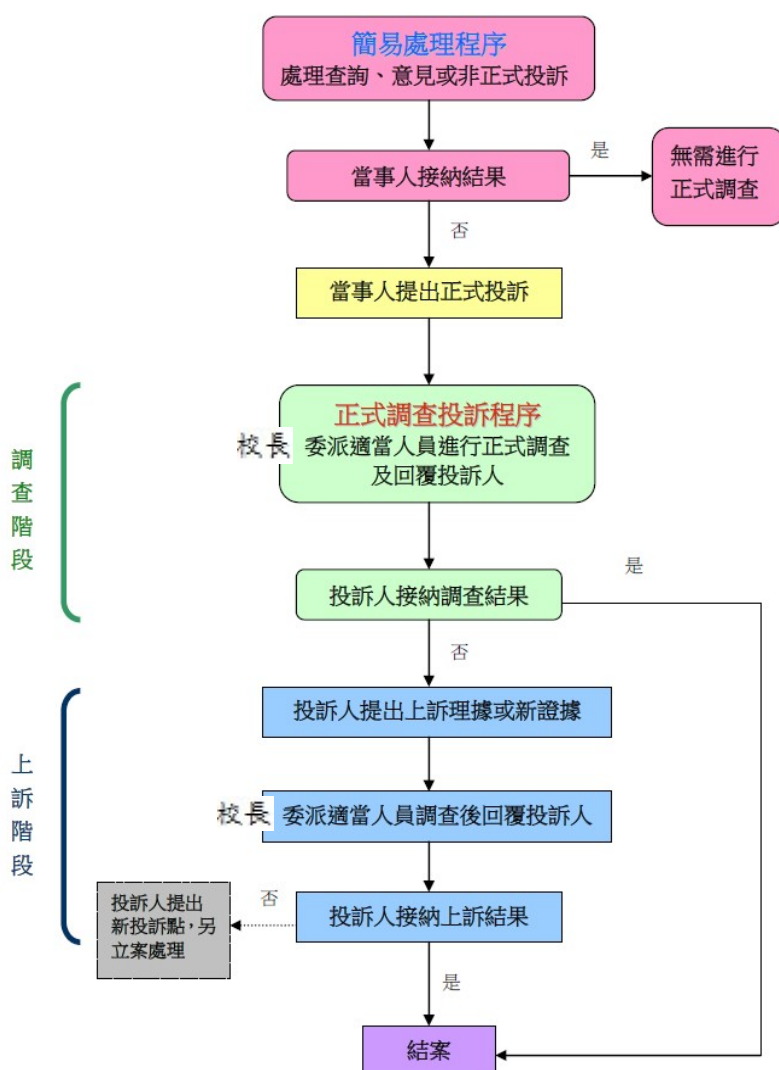 簡易處理程序
處理查詢、意見或非正式投訴
是
當事人接納結果
無需進行
正式調查
否
當事人提出正式投訴
調查階段
正式調查投訴程序
校長 委派適當人員進行正式調查
及回覆投訴人
投訴人接納調查結果
是
否
上訴階段
投訴人提出上訴理據或新證據
校長 委派適當人員調查後回覆投訴人
投訴人接納上訴結果
否
投訴人提出
新投訴點，另
立案處理
是
結案